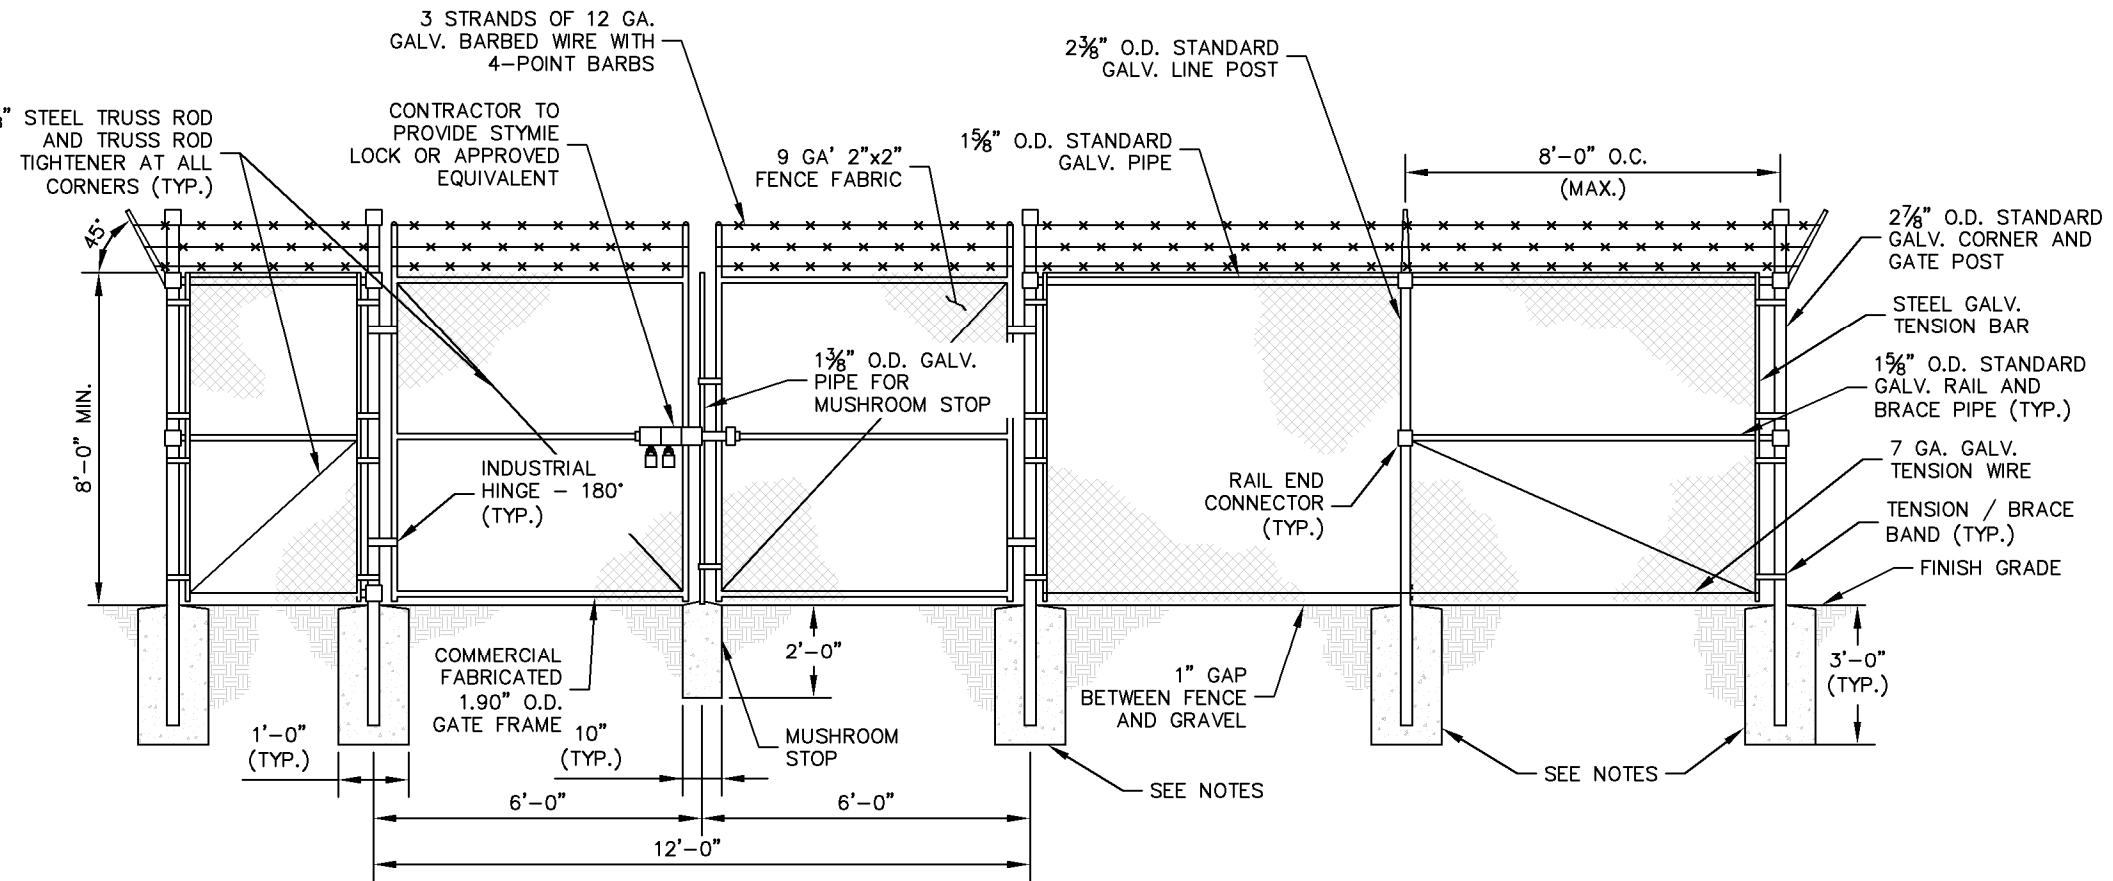 3 STRANDS OF 12 GA.
GALV. BARBED WIRE WITH
4-POINT BARBS
2⅜" O.D. STANDARD
GALV. LINE POST
STEEL TRUSS ROD
AND TRUSS ROD
TIGHTENER AT ALL
CORNERS (TYP.)
CONTRACTOR TO
PROVIDE STYMIE
LOCK OR APPROVED
EQUIVALENT
9 GA' 2"x2"
FENCE FABRIC
1⅝" O.D. STANDARD
GALV. PIPE
8'-0" O.C.
(MAX.)
45°
2⅞" O.D. STANDARD
GALV. CORNER AND
GATE POST
STEEL GALV.
TENSION BAR
1⅝" O.D. STANDARD
GALV. RAIL AND
BRACE PIPE (TYP.)
7 GA. GALV.
TENSION WIRE
TENSION / BRACE
BAND (TYP.)
FINISH GRADE
8'-0" MIN.
1⅜" O.D. GALV.
PIPE FOR
MUSHROOM STOP
INDUSTRIAL
HINGE - 180°
(TYP.)
RAIL END
CONNECTOR
(TYP.)
COMMERCIAL
FABRICATED
1.90" O.D.
GATE FRAME
2'-0"
1" GAP
BETWEEN FENCE
AND GRAVEL
3'-0"
(TYP.)
1'-0"
(TYP.)
10"
(TYP.)
MUSHROOM
STOP
SEE NOTES
SEE NOTES
6'-0"
6'-0"
12'-0"